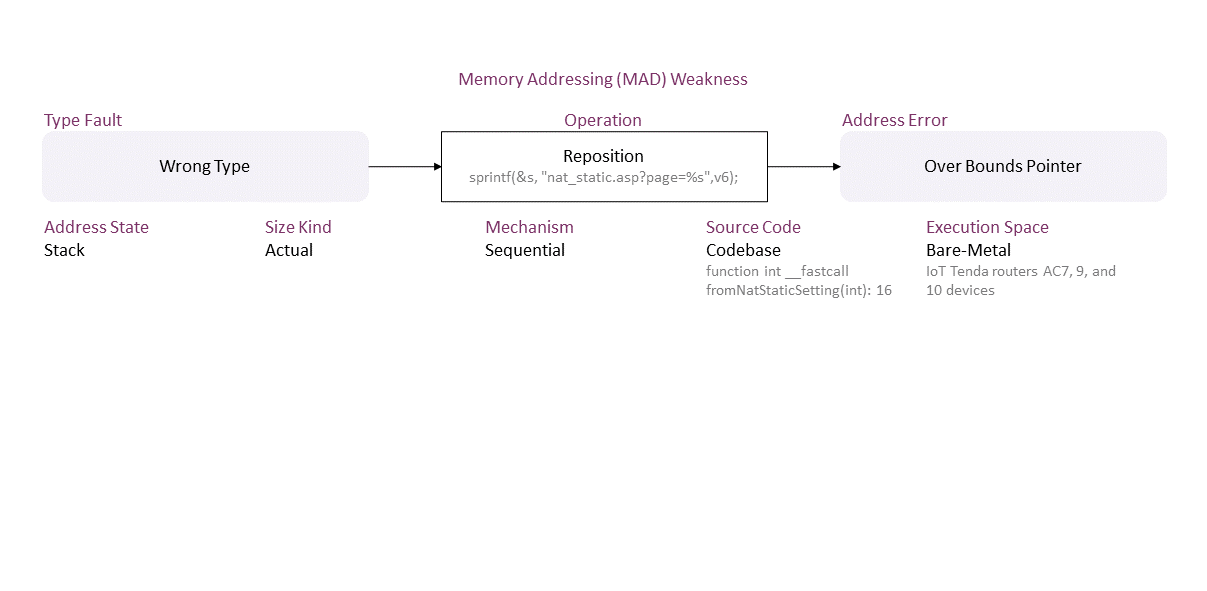 Memory Addressing (MAD) Weakness
Type Fault
Operation
Address Error
Wrong Type
Reposition
sprintf(&s, "nat_static.asp?page=%s",v6);
Over Bounds Pointer
Address State
Size Kind
Mechanism
Source Code
Execution Space
Stack
Actual
Sequential
Codebase
Bare-Metal
function int __fastcall
fromNatStaticSetting(int): 16
IoT Tenda routers AC7, 9, and
10 devices